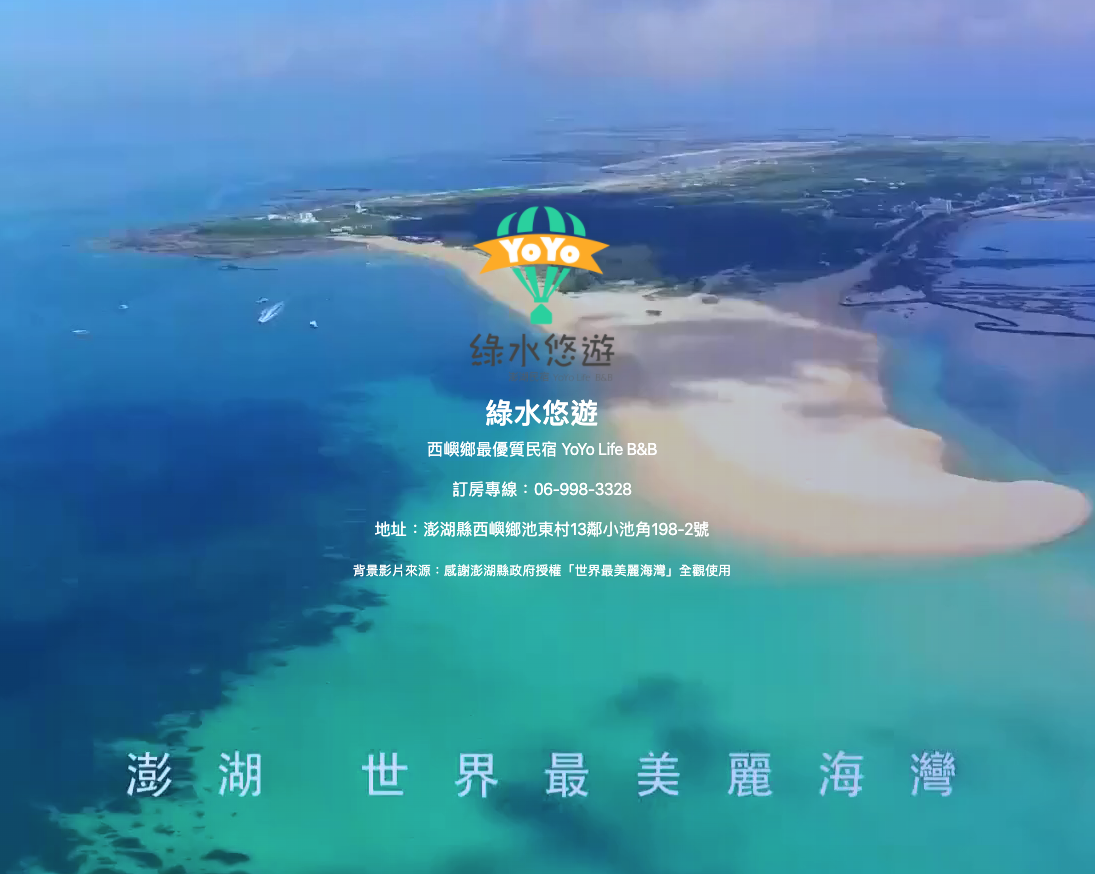 YoYo
綠水悠遊
綠水悠遊
西嶼鄉最優質民宿 YoYo Life B&B
訂房專線：06-998-3328
地址：澎湖縣西嶼鄉池東村13鄰小池角198-2號
背景影片來源：感謝澎湖縣政府授權「世界最美麗海灣」全觀使用
澎湖 世界最美麗海灣